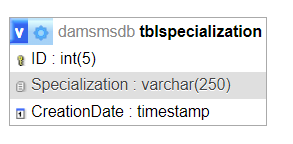 v damsmsdb tblspecialization
ID : int(5)
Specialization : varchar(250)
CreationDate : timestamp